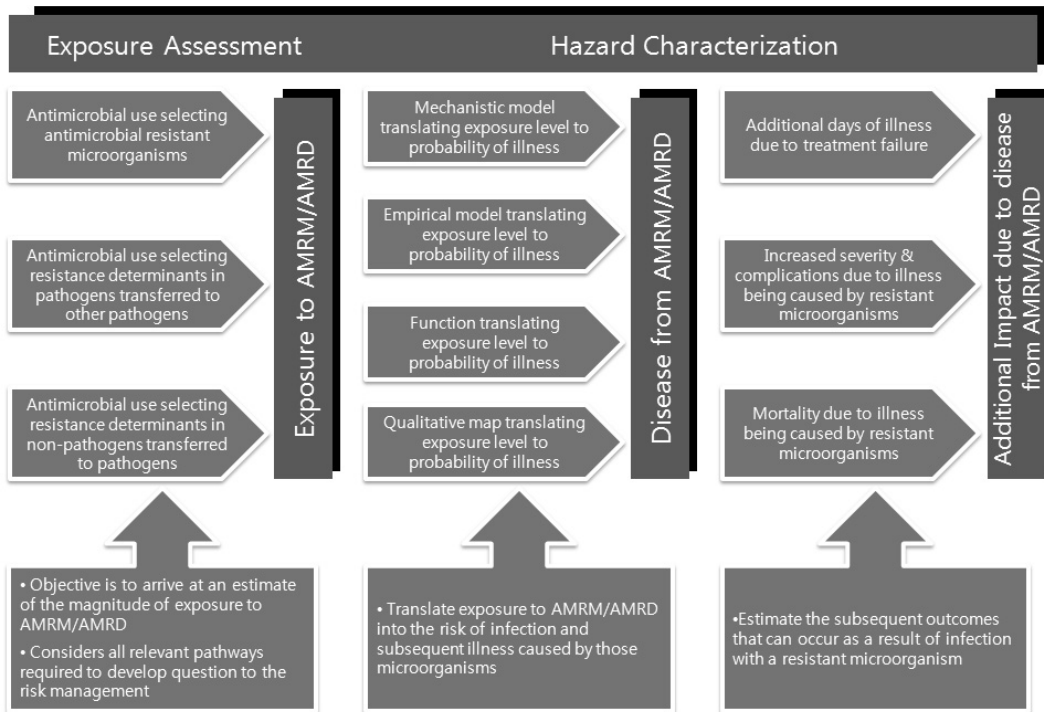 Exposure Assessment
Hazard Characterization
Antimicrobial use selecting
antimicrobial resistant
microorganisms
Antimicrobial use selecting
resistance determinants in
pathogens transferred to
other pathogens
Antimicrobial use selecting
resistance determinants in
non-pathogens transferred
to pathogens
Exposure to AMRM/AMRD
Mechanistic model
translating exposure level to
probability of illness
Empirical model translating
exposure level to
probability of illness
Function translating
exposure level to
probability of illness
Qualitative map translating
exposure level to
probability of illness
Disease from AMRM/AMRD
Additional days of illness
due to treatment failure
Increased severity &
complications due to illness
being caused by resistant
microorganisms
Mortality due to illness
being caused by resistant
microorganisms
Additional Impact due to disease
from AMRM/AMRD
• Objective is to arrive at an estimate
of the magnitude of exposure to
AMRM/AMRD
• Considers all relevant pathways
required to develop question to the
risk management
• Translate exposure to AMRM/AMRD
into the risk of infection and
subsequent illness caused by those
microorganisms
•Estimate the subsequent outcomes
that can occur as a result of infection
with a resistant microorganism